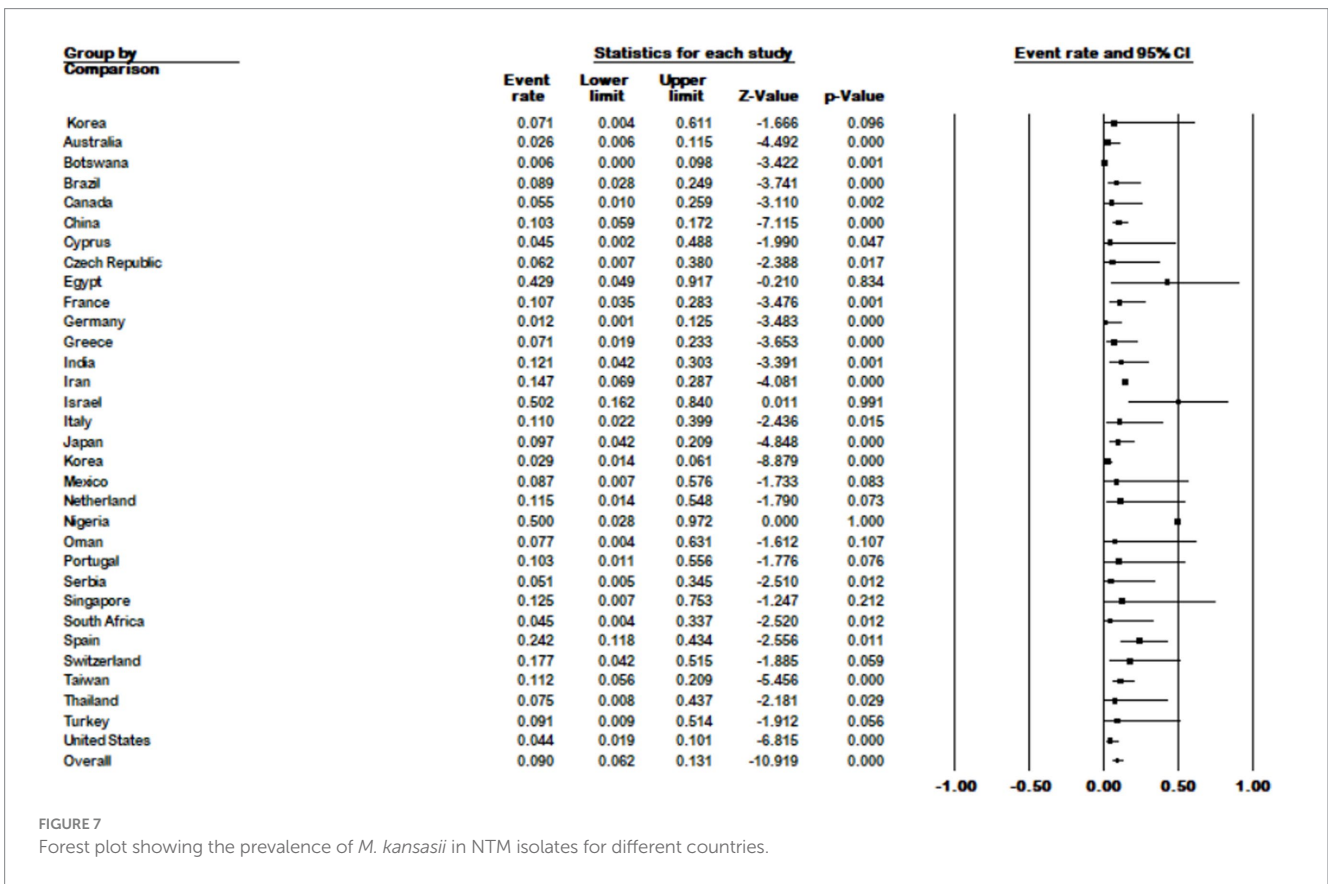 Group by Comparison Statistics for each study Event rate and 95% CI
Event rate Lower limit Upper limit Z-Value p-Value
Korea 0.071 0.004 0.611 -1.666 0.096
Australia 0.026 0.006 0.115 -4.492 0.000
Botswana 0.006 0.000 0.098 -3.422 0.001
Brazil 0.089 0.028 0.249 -3.741 0.000
Canada 0.055 0.010 0.259 -3.110 0.002
China 0.103 0.059 0.172 -7.115 0.000
Cyprus 0.045 0.002 0.488 -1.990 0.047
Czech Republic 0.062 0.007 0.380 -2.388 0.017
Egypt 0.429 0.049 0.917 -0.210 0.834
France 0.107 0.035 0.283 -3.476 0.001
Germany 0.012 0.001 0.125 -3.483 0.000
Greece 0.071 0.019 0.233 -3.653 0.000
India 0.121 0.042 0.303 -3.391 0.001
Iran 0.147 0.069 0.287 -4.081 0.000
Israel 0.502 0.162 0.840 0.011 0.991
Italy 0.110 0.022 0.399 -2.436 0.015
Japan 0.097 0.042 0.209 -4.848 0.000
Korea 0.029 0.014 0.061 -8.879 0.000
Mexico 0.087 0.007 0.576 -1.733 0.083
Netherland 0.115 0.014 0.548 -1.790 0.073
Nigeria 0.500 0.028 0.972 0.000 1.000
Oman 0.077 0.004 0.631 -1.612 0.107
Portugal 0.103 0.011 0.556 -1.776 0.076
Serbia 0.051 0.005 0.345 -2.510 0.012
Singapore 0.125 0.007 0.753 -1.247 0.212
South Africa 0.045 0.004 0.337 -2.520 0.012
Spain 0.242 0.118 0.434 -2.556 0.011
Switzerland 0.177 0.042 0.515 -1.885 0.059
Taiwan 0.112 0.056 0.209 -5.456 0.000
Thailand 0.075 0.008 0.437 -2.181 0.029
Turkey 0.091 0.009 0.514 -1.912 0.056
United States 0.044 0.019 0.101 -6.815 0.000
Overall 0.090 0.062 0.131 -10.919 0.000
-1.00 -0.50 0.00 0.50 1.00
FIGURE 7
Forest plot showing the prevalence of M. kansasii in NTM isolates for different countries.